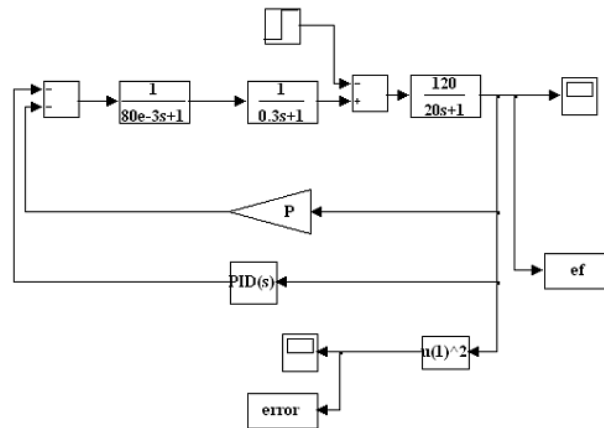 −
−
1
80e-3s+1
1
0.3s+1
−
+
120
20s+1
P
ef
PID(s)
u(1)^2
error